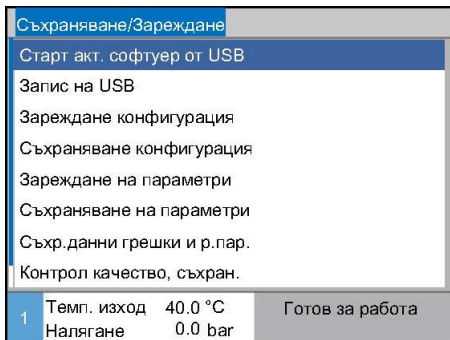 Съхраняване/Зареждане
Старт акт. софтуер от USB
Запис на USB
Зареждане конфигурация
Съхраняване конфигурация
Зареждане на параметри
Съхраняване на параметри
Съхр.данни грешки и р.пар.
Контрол качество, съхран.
1 Темп. изход 40.0 °C Готов за работа
Налягане 0.0 bar